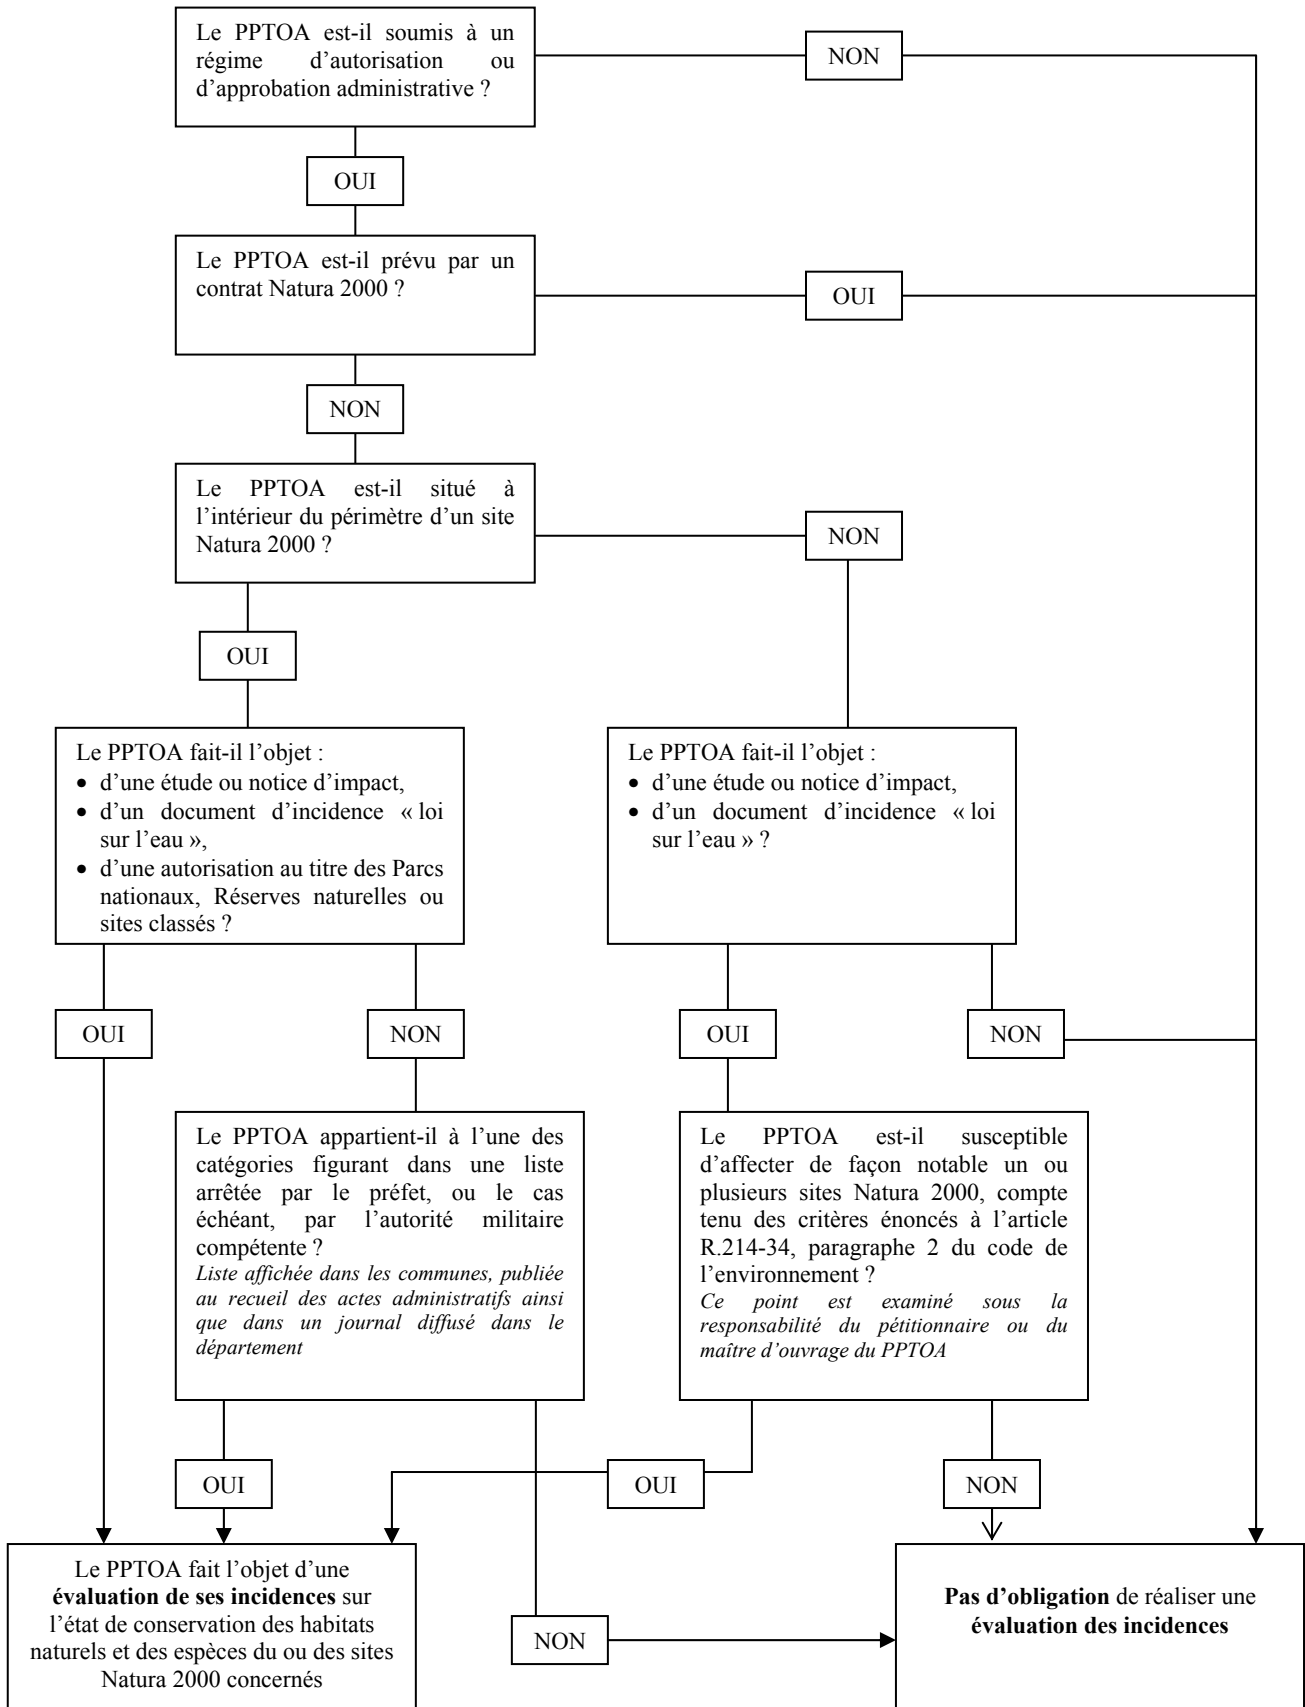 Le PPTOA est-il soumis à un
régime d’autorisation ou
d’approbation administrative ?
NON
OUI
Le PPTOA est-il prévu par un
contrat Natura 2000 ?
OUI
NON
Le PPTOA est-il situé à
l’intérieur du périmètre d’un site
Natura 2000 ?
NON
OUI
Le PPTOA fait-il l’objet :
• d’une étude ou notice d’impact,
• d’un document d’incidence « loi
sur l’eau »,
• d’une autorisation au titre des Parcs
nationaux, Réserves naturelles ou
sites classés ?
Le PPTOA fait-il l’objet :
• d’une étude ou notice d’impact,
• d’un document d’incidence « loi
sur l’eau » ?
OUI
NON
OUI
NON
Le PPTOA appartient-il à l’une des
catégories figurant dans une liste
arrêtée par le préfet, ou le cas
échéant, par l’autorité militaire
compétente ?
Liste affichée dans les communes, publiée
au recueil des actes administratifs ainsi
que dans un journal diffusé dans le
département
Le PPTOA est-il susceptible
d’affecter de façon notable un ou
plusieurs sites Natura 2000, compte
tenu des critères énoncés à l’article
R.214-34, paragraphe 2 du code de
l’environnement ?
Ce point est examiné sous la
responsabilité du pétitionnaire ou du
maître d’ouvrage du PPTOA
OUI
OUI
NON
Le PPTOA fait l’objet d’une
évaluation de ses incidences sur
l’état de conservation des habitats
naturels et des espèces du ou des sites
Natura 2000 concernés
NON
Pas d’obligation de réaliser une
évaluation des incidences